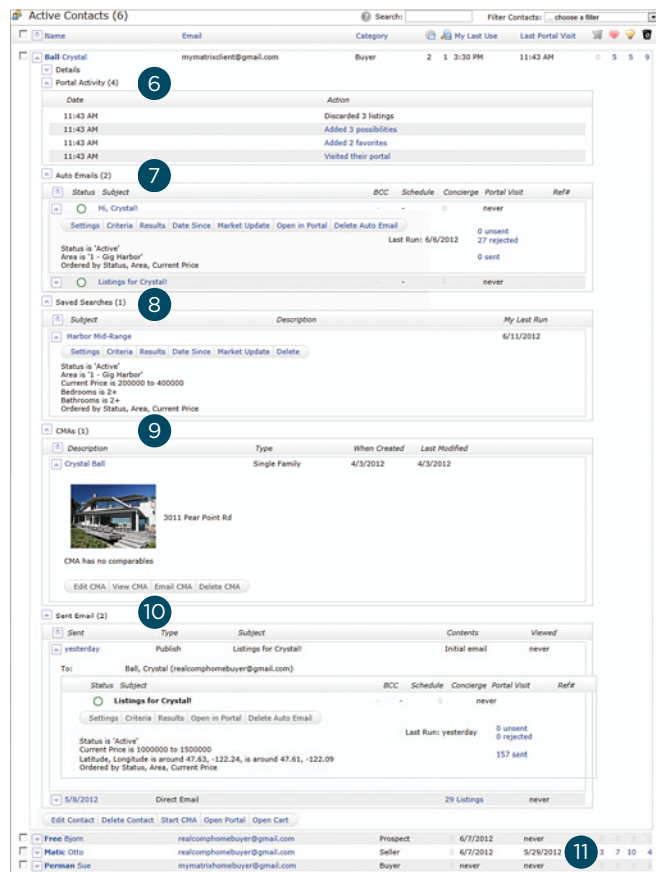 Active Contacts (6) Search: Filter Contacts: ... choose a filter
Name Email Category My Last Use Last Portal Visit
Ball Crystal mymatrixclient@gmail.com Buyer 2 1 3:30 PM 11:43 AM 0 5 5 9
Details
Portal Activity (4) 6
Date Action
11:43 AM Discarded 3 listings
11:43 AM Added 3 possibilities
11:43 AM Added 2 favorites
11:43 AM Visited their portal
Auto Emails (2) 7
Status Subject BCC Schedule Concierge Portal Visit Ref#
Hi, Crystal! - - 0 never
Settings Criteria Results Date Since Market Update Open in Portal Delete Auto Email
0 unsent
Last Run: 6/6/2012 27 rejected
Status is 'Active'
Area is '1 - Gig Harbor' 0 sent
Ordered by Status, Area, Current Price
Listings for Crystal! - - 0 never
Saved Searches (1) 8
Subject Description My Last Run
Harbor Mid-Range 6/11/2012
Settings Criteria Results Date Since Market Update Delete
Status is 'Active'
Area is '1 - Gig Harbor'
Current Price is 200000 to 400000
Bedrooms is 2+
Bathrooms is 2+
Ordered by Status, Area, Current Price
CMAs (1) 9
Description Type When Created Last Modified
Crystal Ball Single Family 4/3/2012 4/3/2012
3011 Pear Point Rd
CMA has no comparables
Edit CMA View CMA Email CMA Delete CMA
Sent Email (2) 10
Sent Type Subject Contents Viewed
yesterday Publish Listings for Crystal! Initial email never
To: Ball, Crystal (realcomphomebuyer@gmail.com)
Status Subject BCC Schedule Concierge Portal Visit Ref#
Listings for Crystal! - - 0 never
Settings Criteria Results Open in Portal Delete Auto Email
Last Run: yesterday 0 unsent
0 rejected
Status is 'Active'
Current Price is 1000000 to 1500000 157 sent
Latitude, Longitude is around 47.63, -122.24, is around 47.61, -122.09
Ordered by Status, Area, Current Price
5/8/2012 Direct Email 29 Listings never
Edit Contact Delete Contact Start CMA Open Portal Open Cart
Free Bjorn realcomphomebuyer@gmail.com Prospect 0 6/7/2012 never 0 0 0 0
Matic Otto realcomphomebuyer@gmail.com Seller 0 6/7/2012 5/29/2012 11 3 7 10 4
Perman Sue mymatrixhomebuyer@gmail.com Buyer 0 never never 0 0 0 0